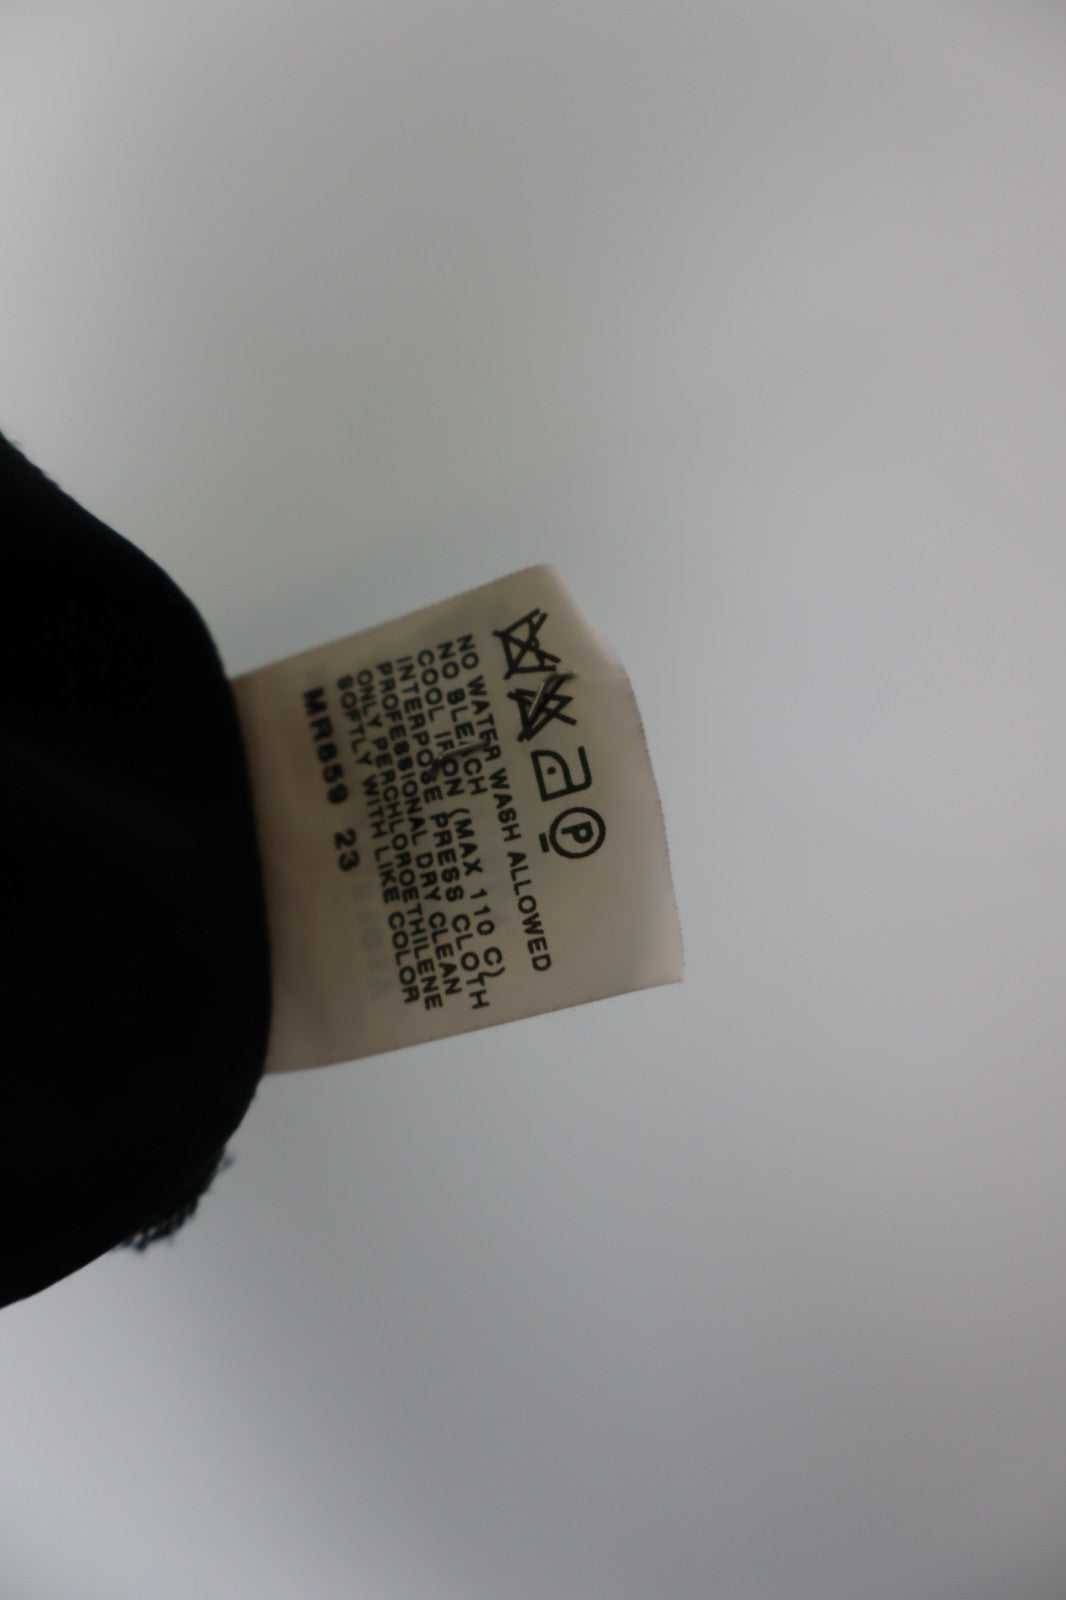 P
NO WATER WASH ALLOWED
NO BLEACH
COOL IRON (MAX 110 C)
INTERPOSE PRESS CLOTH
PROFESSIONAL DRY CLEAN
ONLY PERCHLOROETHILENE
SOFTLY WITH LIKE COLOR
MR859 23